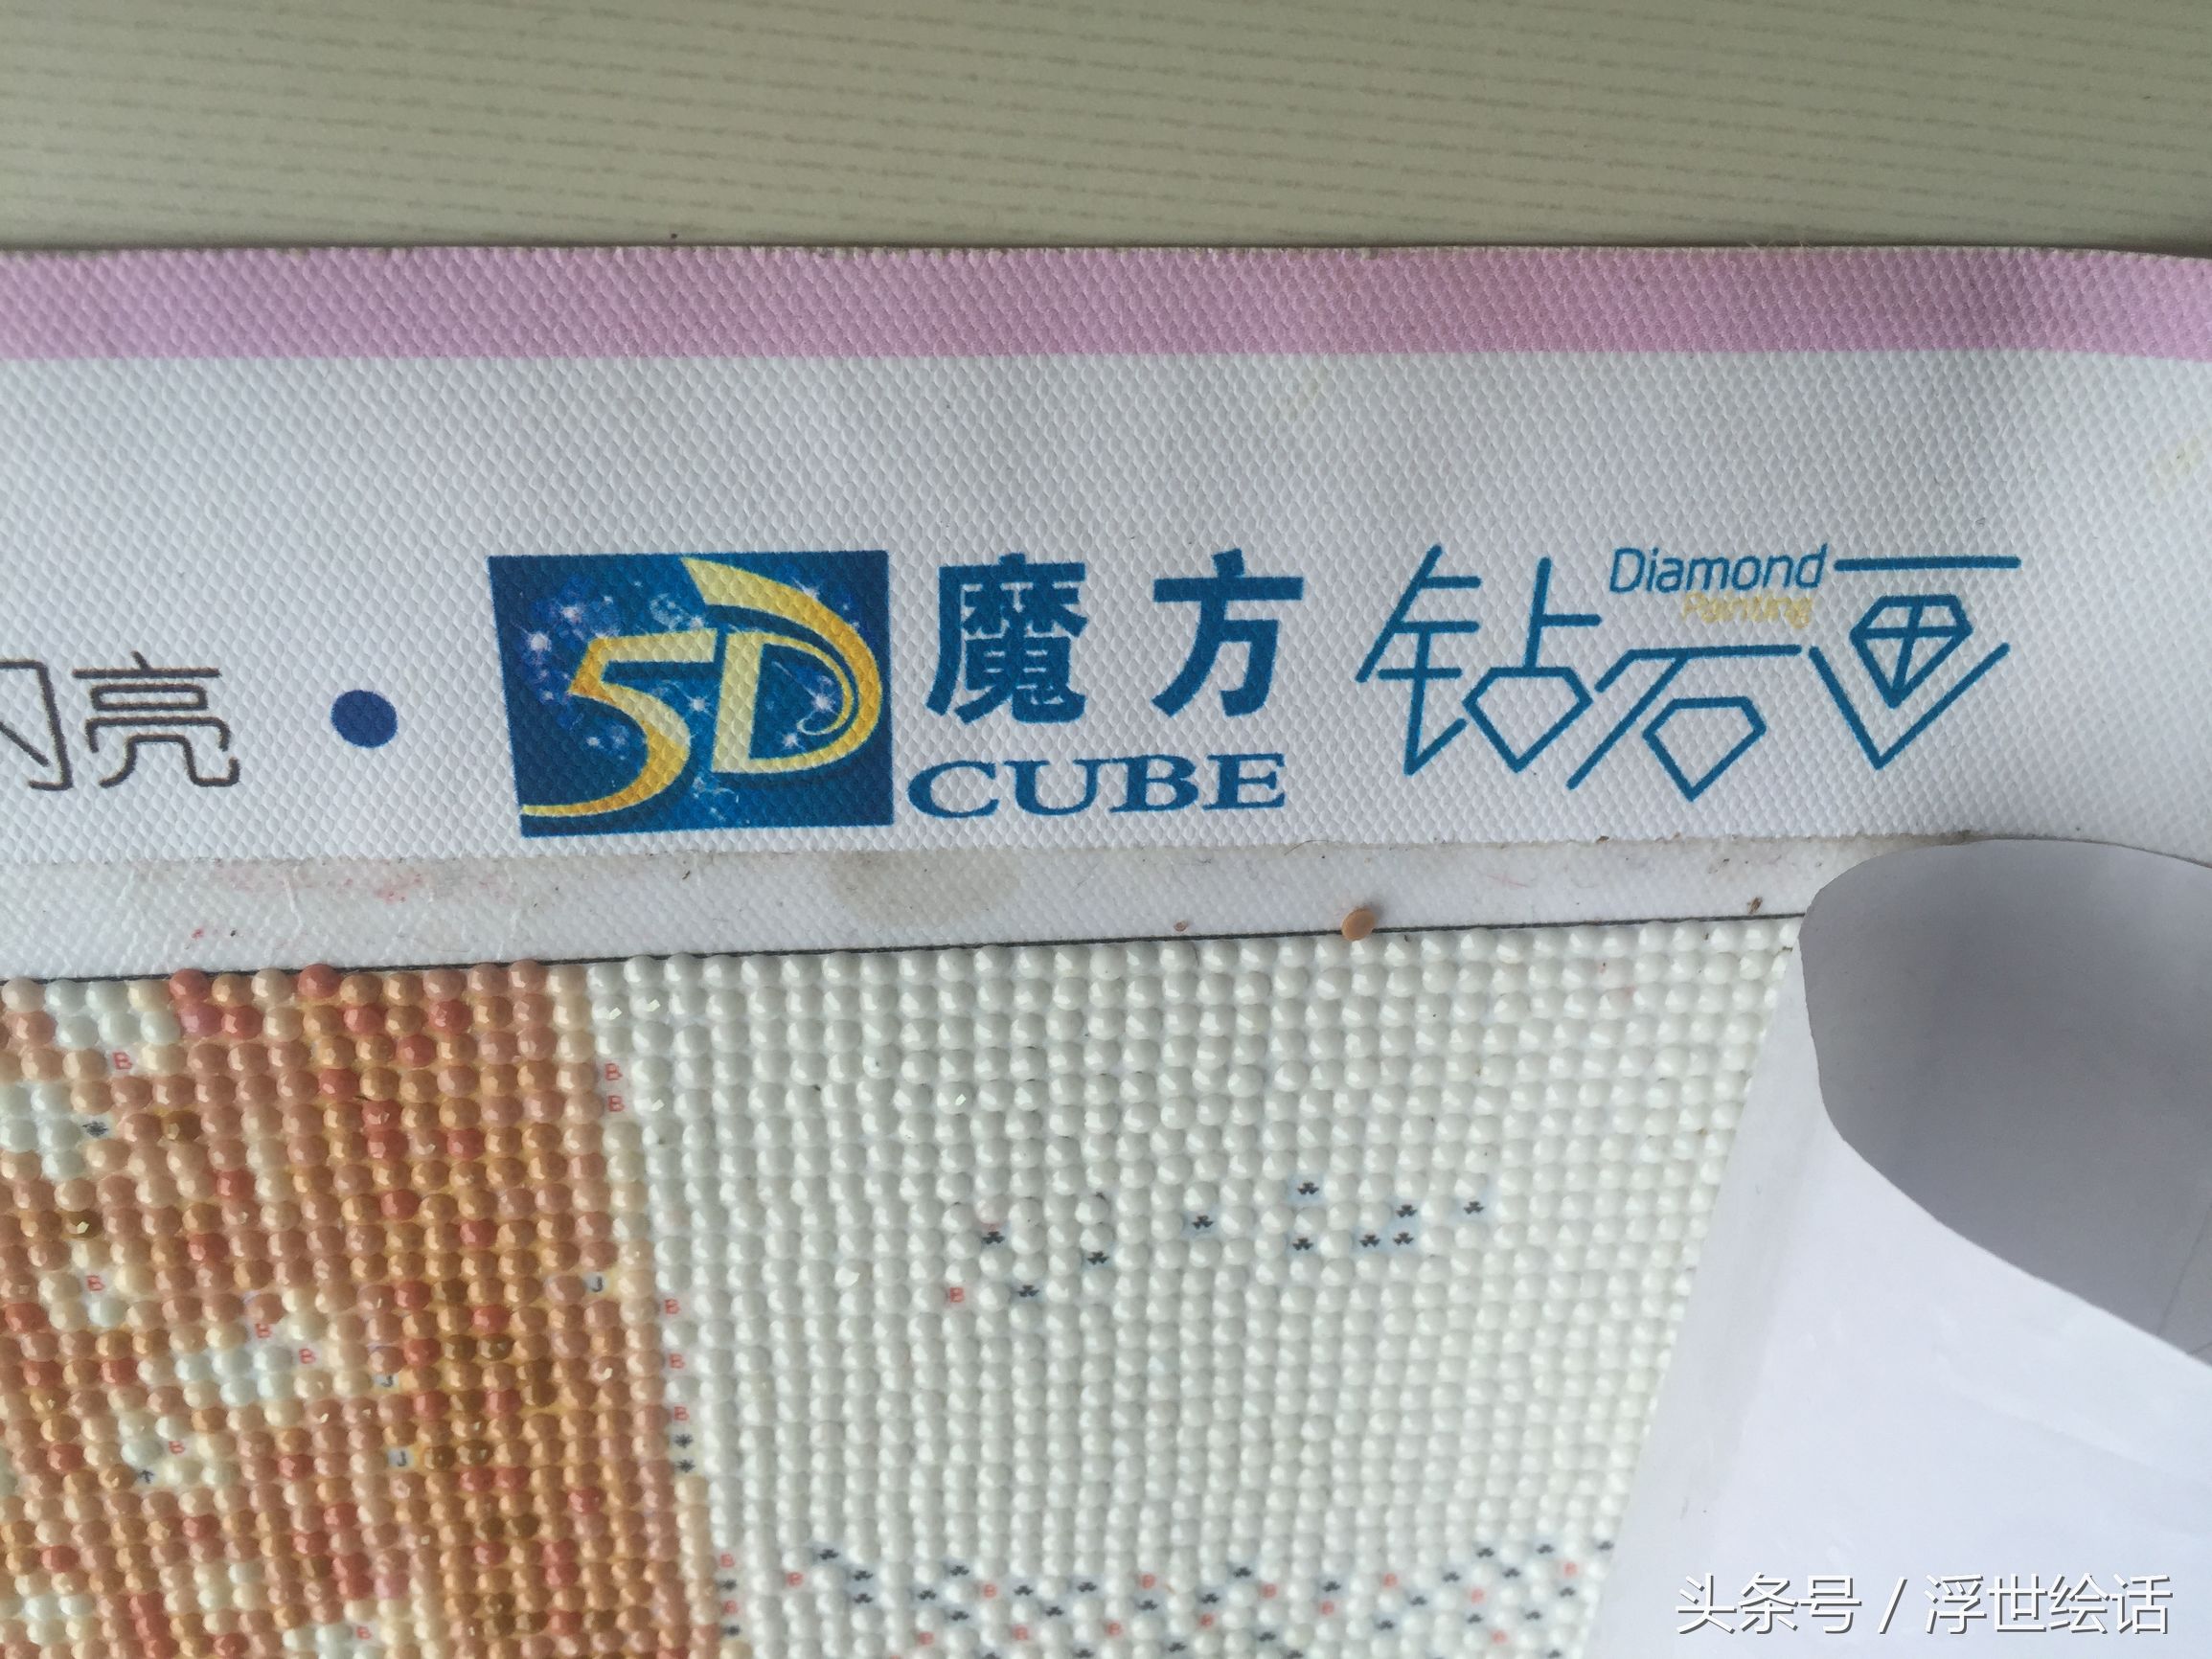 闪亮 • 5D 魔方 CUBE 钻石画
Diamond
Painting
头条号 / 浮世绘话